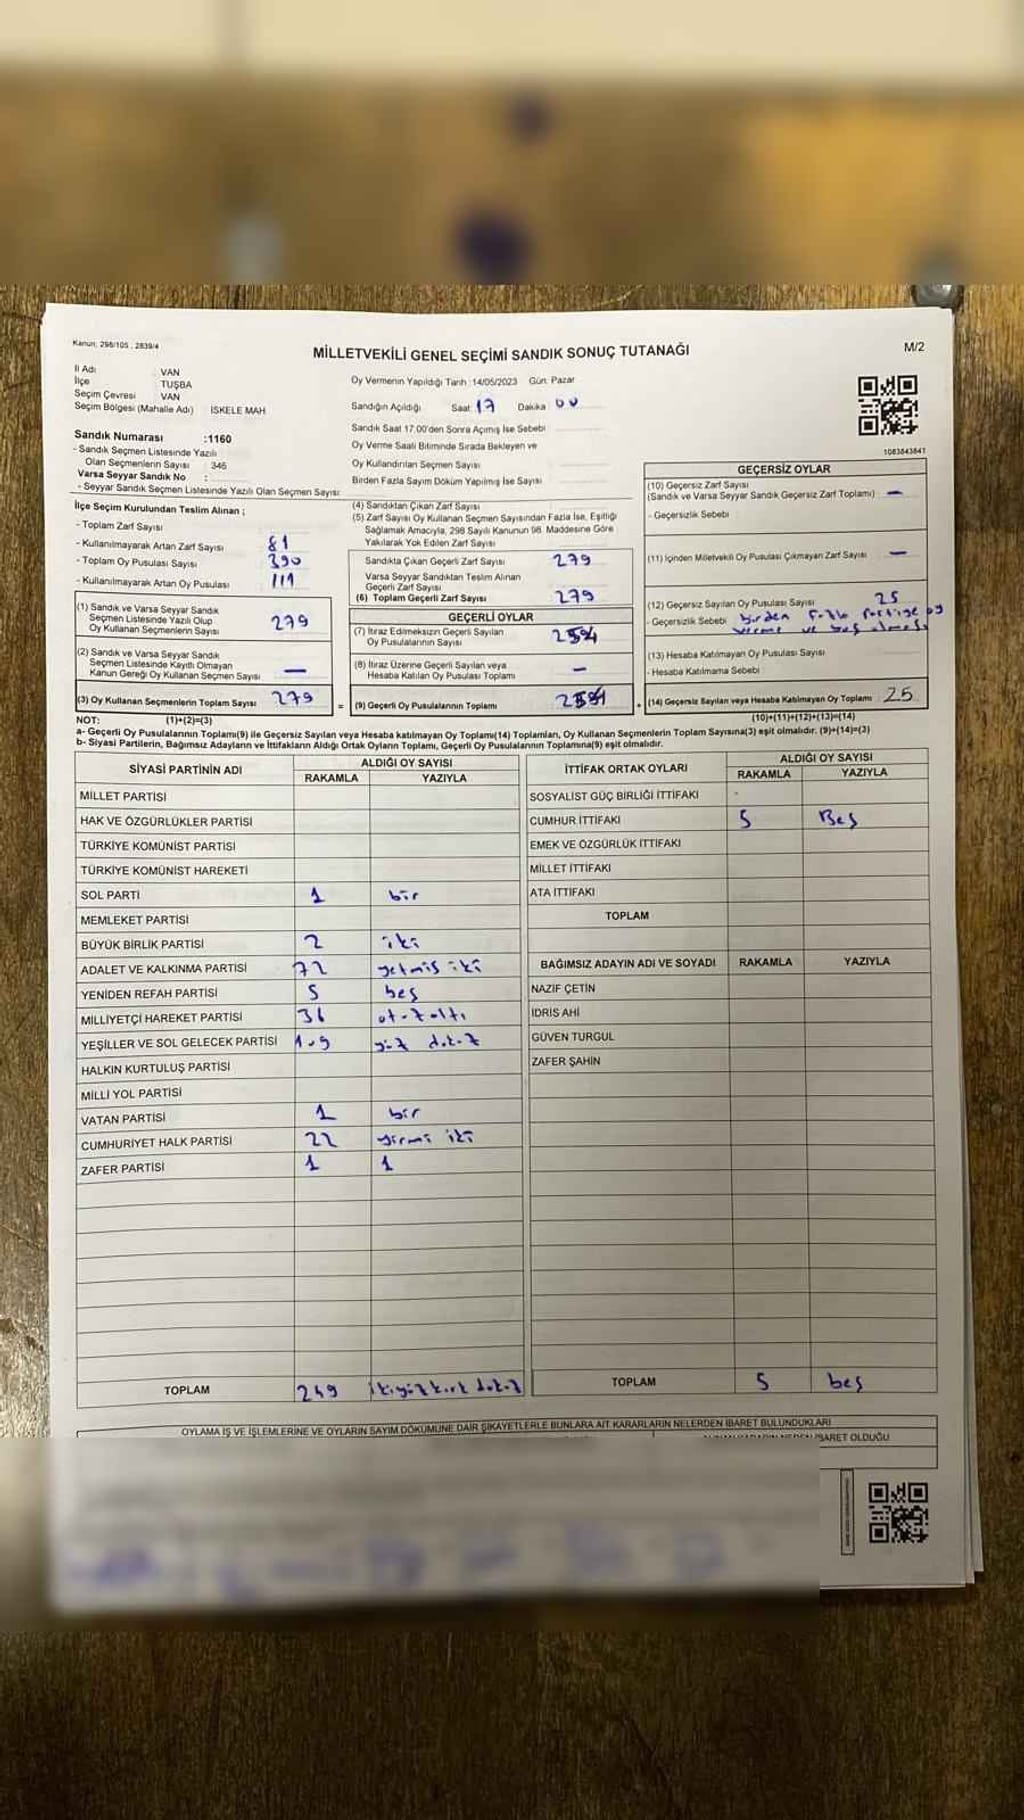 Kanun: 298/105 , 2839/4
MİLLETVEKİLİ GENEL SEÇİMİ SANDIK SONUÇ TUTANAĞI
M/2
İl Adı : VAN
İlçe : TUŞBA
Seçim Çevresi : VAN
Seçim Bölgesi (Mahalle Adı) : İSKELE MAH
Sandık Numarası :1160
- Sandık Seçmen Listesinde Yazılı
Olan Seçmenlerin Sayısı : 346
Varsa Seyyar Sandık No :
- Seyyar Sandık Seçmen Listesinde Yazılı Olan Seçmen Sayısı:
Oy Vermenin Yapıldığı Tarih :14/05/2023 Gün: Pazar
Sandığın Açıldığı Saat: 17 Dakika 00
Sandık Saat 17:00'den Sonra Açımış İse Sebebi
Oy Verme Saati Bitiminde Sırada Bekleyen ve
Oy Kullandırılan Seçmen Sayısı
Birden Fazla Sayım Döküm Yapılmış İse Sayısı
1083843841
İlçe Seçim Kurulundan Teslim Alınan ;
- Toplam Zarf Sayısı
- Kullanılmayarak Artan Zarf Sayısı 81
- Toplam Oy Pusulası Sayısı 390
- Kullanılmayarak Artan Oy Pusulası 111
(1) Sandık ve Varsa Seyyar Sandık
Seçmen Listesinde Yazılı Olup
Oy Kullanan Seçmenlerin Sayısı 279
(2) Sandık ve Varsa Seyyar Sandık
Seçmen Listesinde Kayıtlı Olmayan
Kanun Gereği Oy Kullanan Seçmen Sayısı —
(3) Oy Kullanan Seçmenlerin Toplam Sayısı 279
(4) Sandıktan Çıkan Zarf Sayısı
(5) Zarf Sayısı Oy Kullanan Seçmen Sayısından Fazla İse, Eşitliği
Sağlamak Amacıyla, 298 Sayılı Kanunun 98. Maddesine Göre
Yakılarak Yok Edilen Zarf Sayısı
Sandıkta Çıkan Geçerli Zarf Sayısı 279
Varsa Seyyar Sandıktan Teslim Alınan
Geçerli Zarf Sayısı
(6) Toplam Geçerli Zarf Sayısı 279
GEÇERLİ OYLAR
(7) İtiraz Edilmeksizin Geçerli Sayılan
Oy Pusulalarının Sayısı 254
(8) İtiraz Üzerine Geçerli Sayılan veya
Hesaba Katılan Oy Pusulası Toplamı —
= (9) Geçerli Oy Pusulalarının Toplamı 254 +
GEÇERSİZ OYLAR
(10) Geçersiz Zarf Sayısı
(Sandık ve Varsa Seyyar Sandık Geçersiz Zarf Toplamı) —
- Geçersizlik Sebebi
(11) İçinden Milletvekili Oy Pusulası Çıkmayan Zarf Sayısı —
(12) Geçersiz Sayılan Oy Pusulası Sayısı 25
- Geçersizlik Sebebi birden fazla partiye oy
verme ve boş olması
(13) Hesaba Katılmayan Oy Pusulası Sayısı
- Hesaba Katılmama Sebebi
(14) Geçersiz Sayılan veya Hesaba Katılmayan Oy Toplamı 25
NOT: (1)+(2)=(3) (10)+(11)+(12)+(13)=(14)
a- Geçerli Oy Pusulalarının Toplamı(9) ile Geçersiz Sayılan veya Hesaba katılmayan Oy Toplamı(14) Toplamları, Oy Kullanan Seçmenlerin Toplam Sayısına(3) eşit olmalıdır. (9)+(14)=(3)
b- Siyasi Partilerin, Bağımsız Adayların ve İttifakların Aldığı Ortak Oyların Toplamı, Geçerli Oy Pusulalarının Toplamına(9) eşit olmalıdır.
SİYASİ PARTİNİN ADI ALDIĞI OY SAYISI
RAKAMLA YAZIYLA
MİLLET PARTİSİ
HAK VE ÖZGÜRLÜKLER PARTİSİ
TÜRKİYE KOMÜNİST PARTİSİ
TÜRKİYE KOMÜNİST HAREKETİ
SOL PARTİ 1 bir
MEMLEKET PARTİSİ
BÜYÜK BİRLİK PARTİSİ 2 iki
ADALET VE KALKINMA PARTİSİ 72 yetmiş iki
YENİDEN REFAH PARTİSİ 5 beş
MİLLİYETÇİ HAREKET PARTİSİ 36 otuz altı
YEŞİLLER VE SOL GELECEK PARTİSİ 109 yüz dokuz
HALKIN KURTULUŞ PARTİSİ
MİLLİ YOL PARTİSİ
VATAN PARTİSİ 1 bir
CUMHURİYET HALK PARTİSİ 22 yirmi iki
ZAFER PARTİSİ 1 1
TOPLAM 249 ikiyüz kırk dokuz
İTTİFAK ORTAK OYLARI ALDIĞI OY SAYISI
RAKAMLA YAZIYLA
SOSYALİST GÜÇ BİRLİĞİ İTTİFAKI -
CUMHUR İTTİFAKI 5 Beş
EMEK VE ÖZGÜRLÜK İTTİFAKI
MİLLET İTTİFAKI
ATA İTTİFAKI
TOPLAM
BAĞIMSIZ ADAYIN ADI VE SOYADI RAKAMLA YAZIYLA
NAZİF ÇETİN
İDRİS AHİ
GÜVEN TURGUL
ZAFER ŞAHİN
TOPLAM 5 beş
OYLAMA İŞ VE İŞLEMLERİNE VE OYLARIN SAYIM DÖKÜMÜNE DAİR ŞİKAYETLERLE BUNLARA AİT KARARLARIN NELERDEN İBARET BULUNDUKLARI
İBARET OLDUĞU